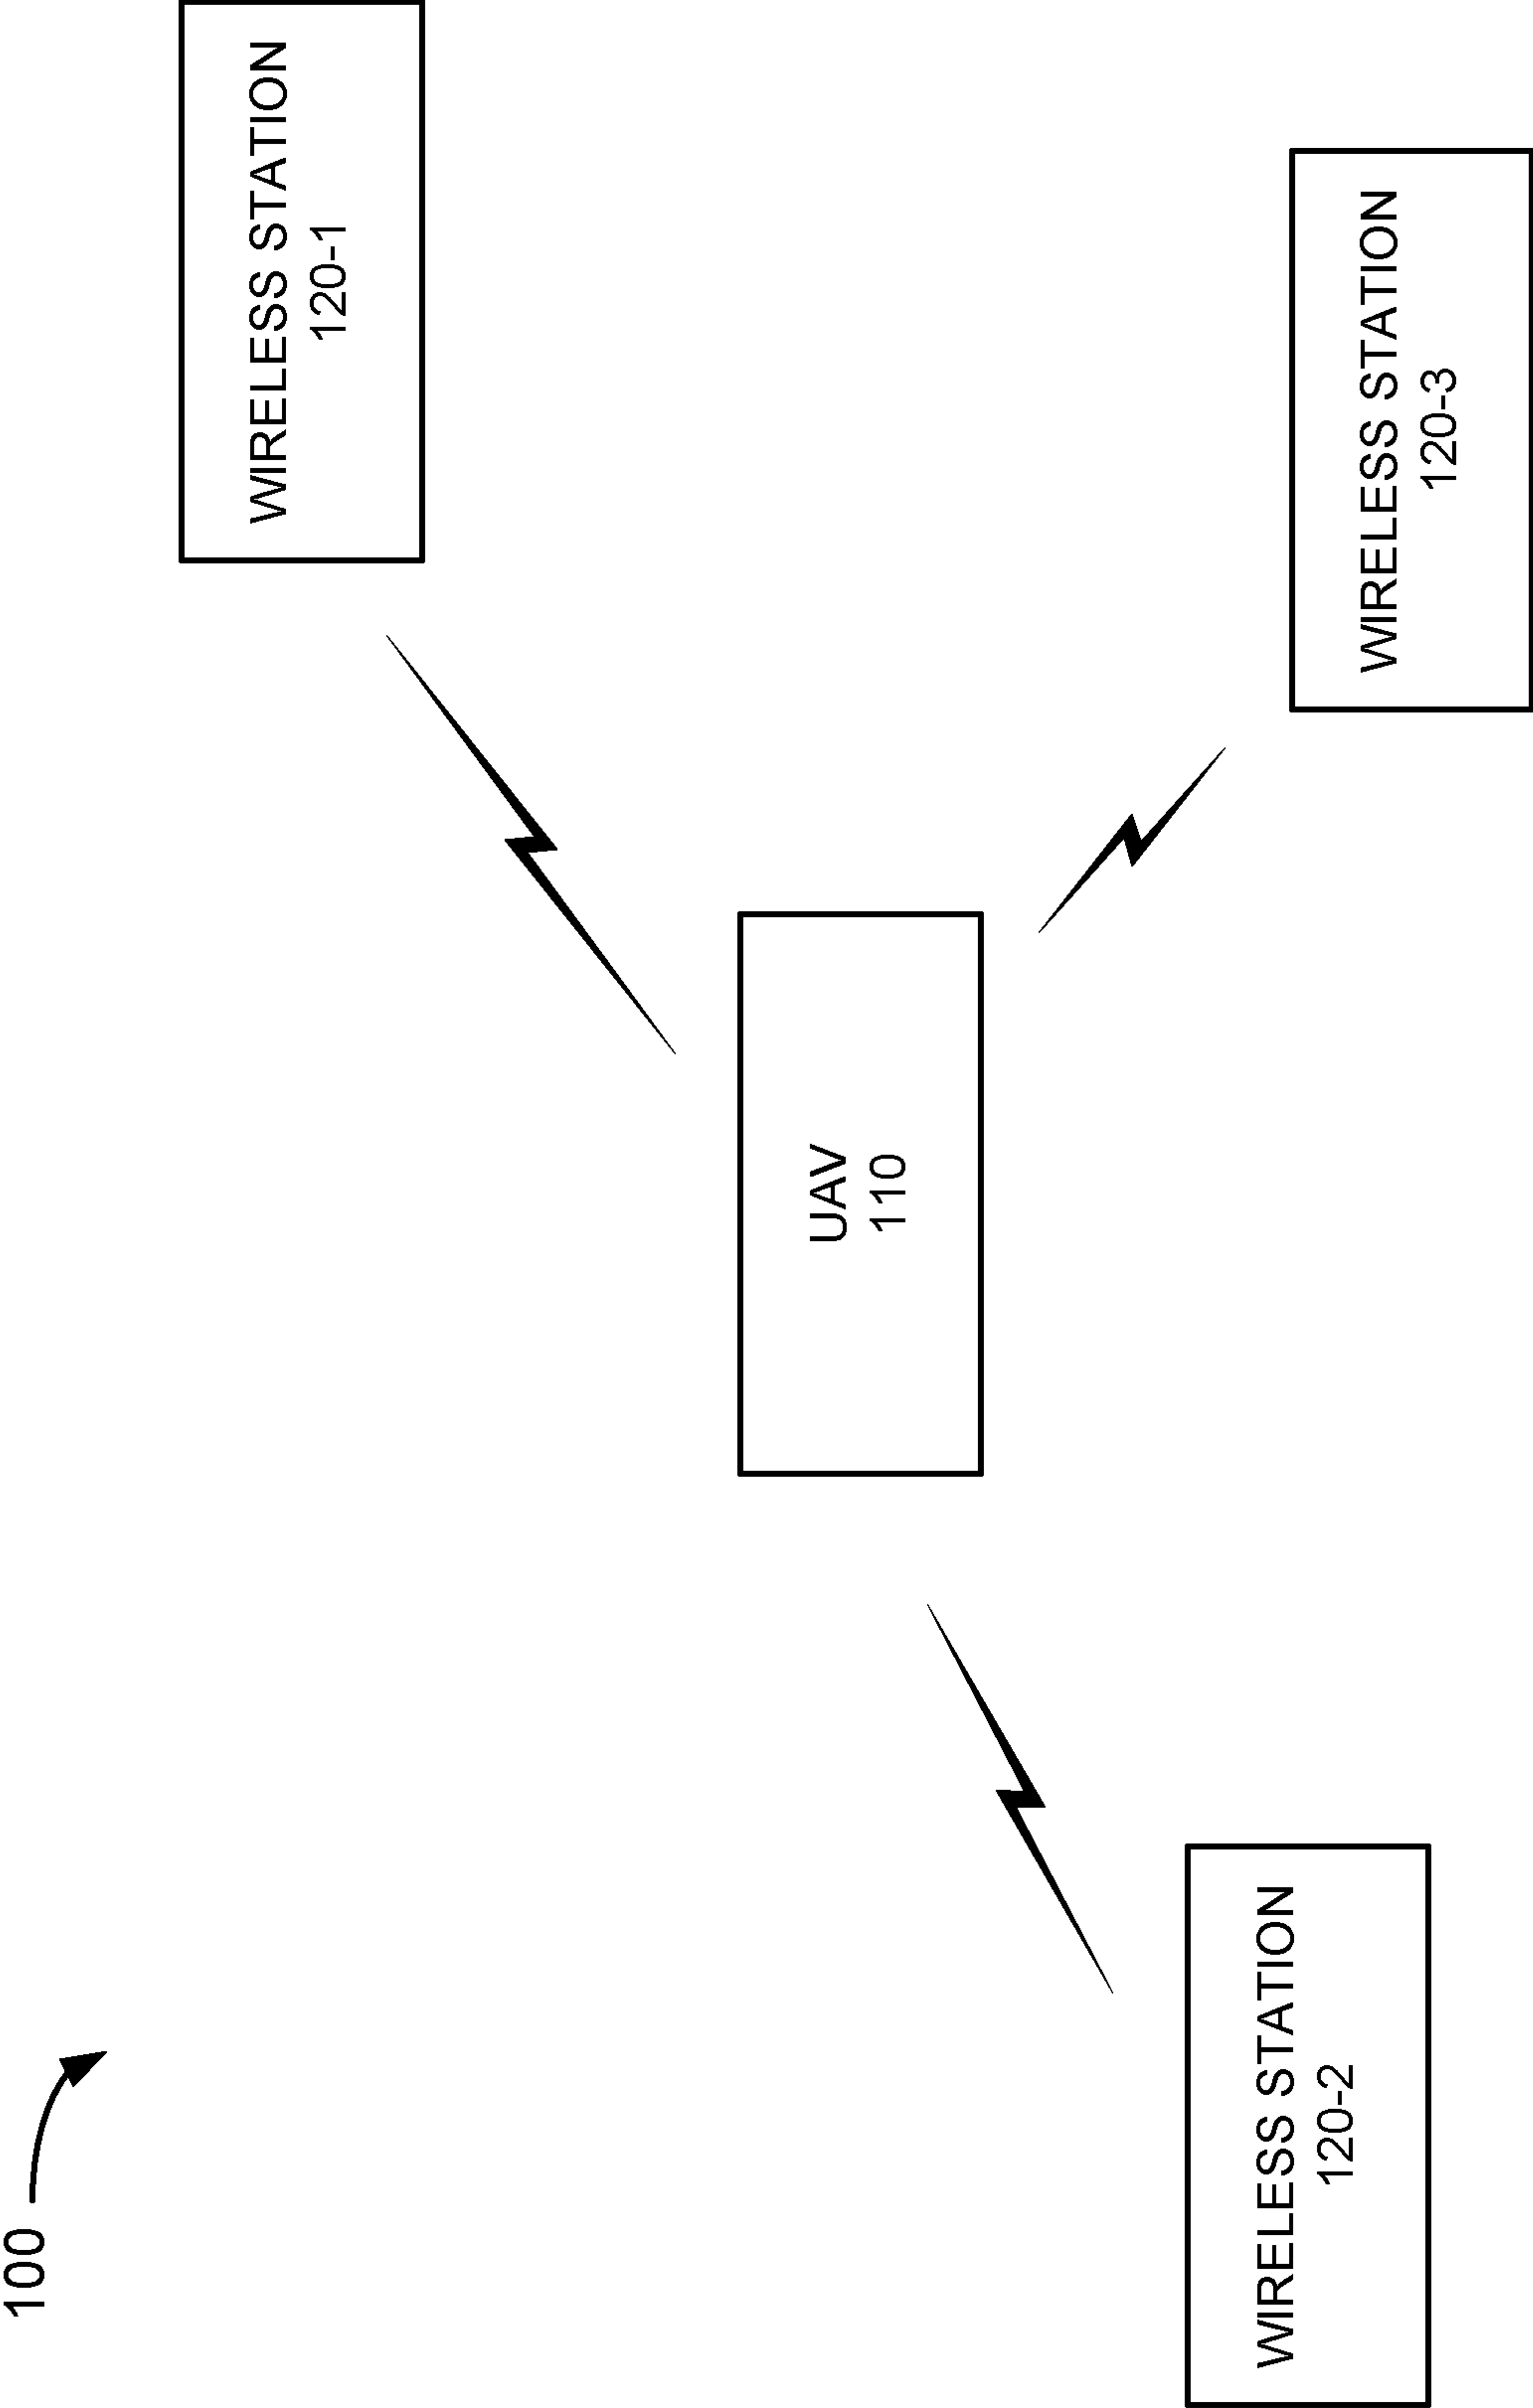 100
WIRELESS STATION
120-1
UAV
110
WIRELESS STATION
120-2
WIRELESS STATION
120-3